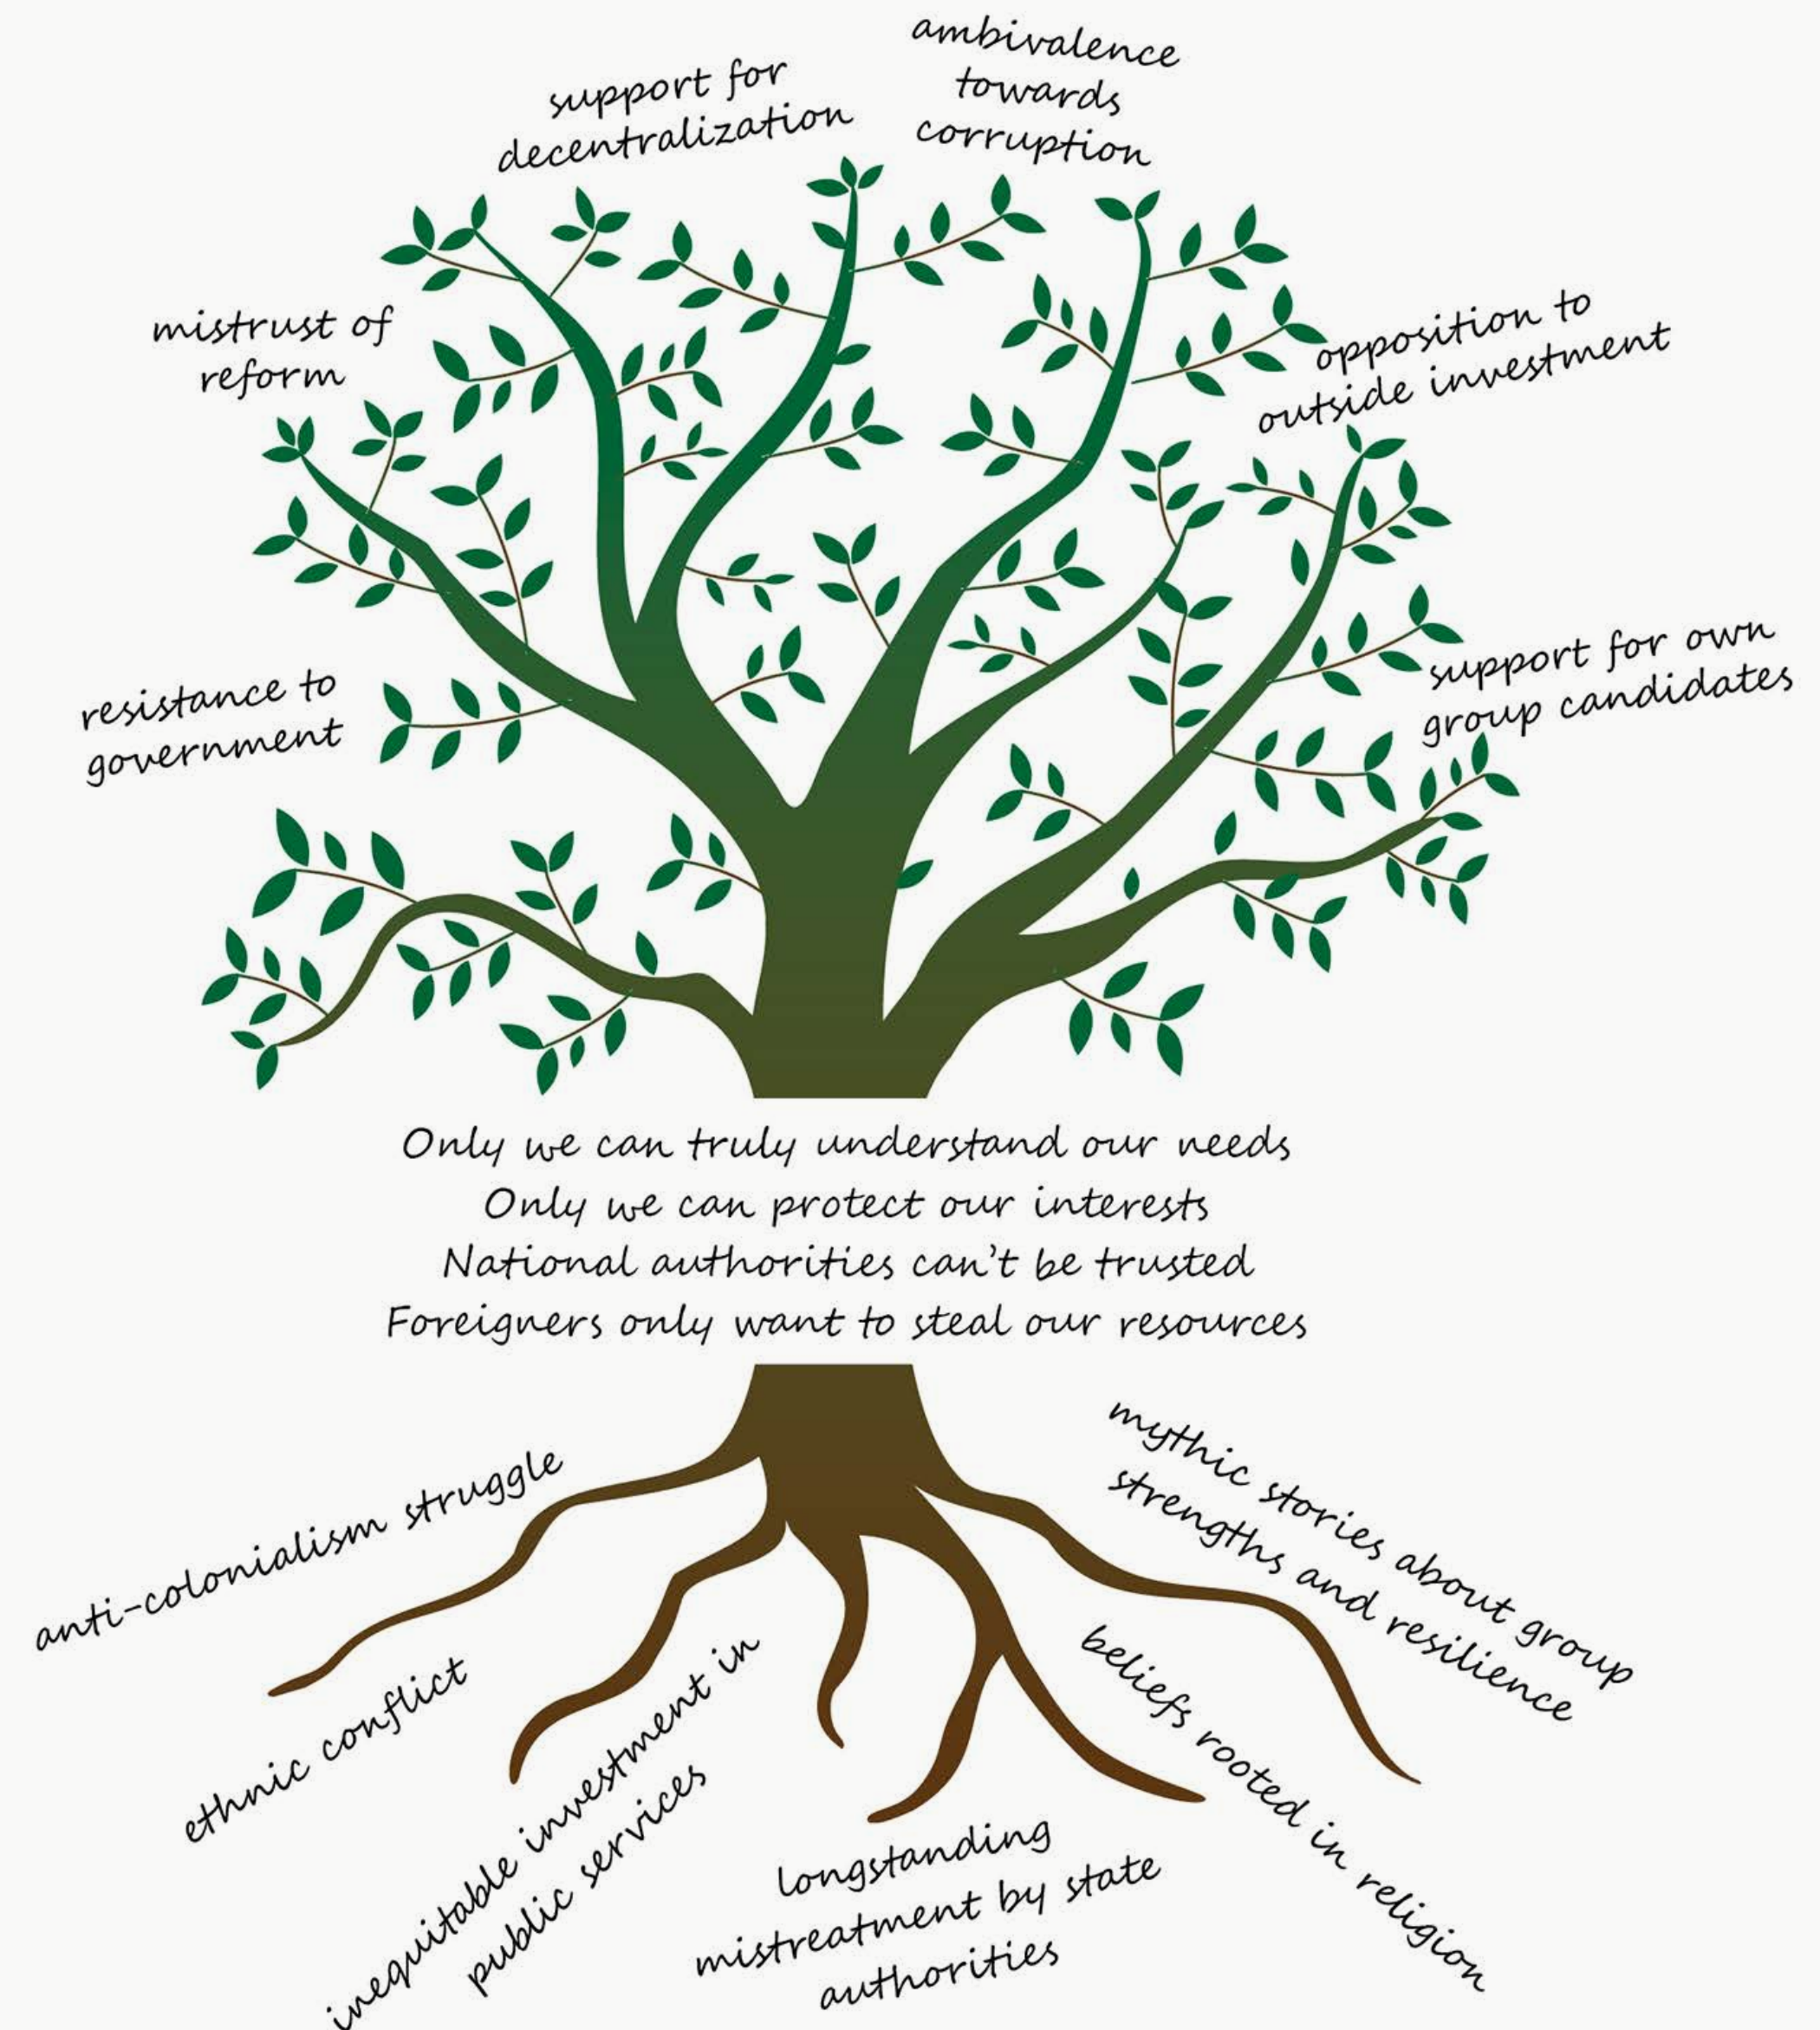 ambivalence
towards
corruption
support for
decentralization
mistrust of
reform
opposition to
outside investment
resistance to
government
support for own
group candidates
Only we can truly understand our needs
Only we can protect our interests
National authorities can't be trusted
Foreigners only want to steal our resources
anti-colonialism struggle
ethnic conflict
inequitable investment in
public services
longstanding
mistreatment by state
authorities
beliefs rooted in religion
mythic stories about group
strengths and resilience